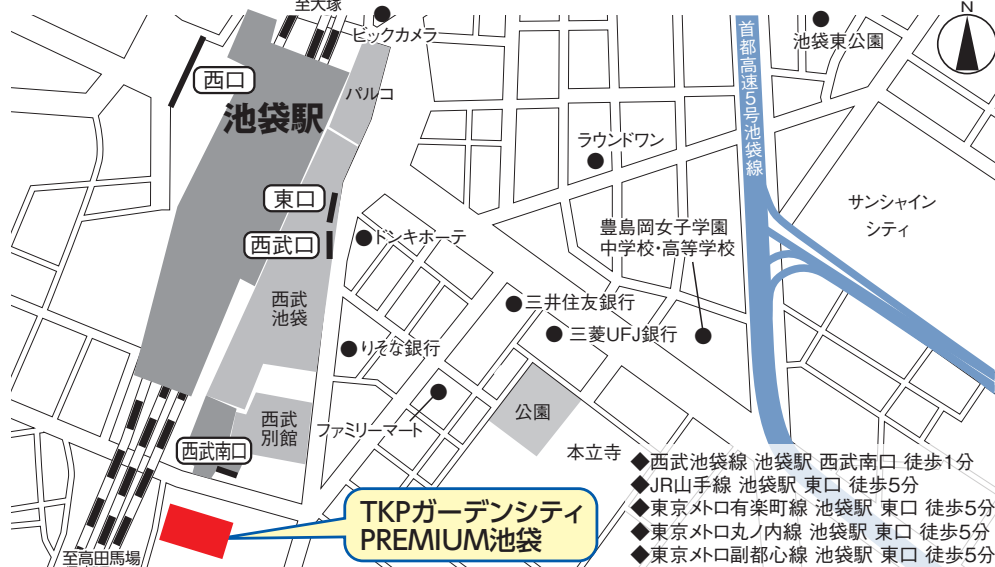 至大塚
ビックカメラ
池袋東公園
N
西口
池袋駅
パルコ
首都高速5号池袋線
ラウンドワン
東口
西武口
ドンキホーテ
豊島岡女子学園
中学校・高等学校
サンシャイン
シティ
西武
池袋
三井住友銀行
三菱UFJ銀行
りそな銀行
西武
別館
ファミリーマート
公園
西武南口
本立寺
TKPガーデンシティ
PREMIUM池袋
至高田馬場
◆西武池袋線 池袋駅 西武南口 徒歩1分
◆JR山手線 池袋駅 東口 徒歩5分
◆東京メトロ有楽町線 池袋駅 東口 徒歩5分
◆東京メトロ丸ノ内線 池袋駅 東口 徒歩5分
◆東京メトロ副都心線 池袋駅 東口 徒歩5分